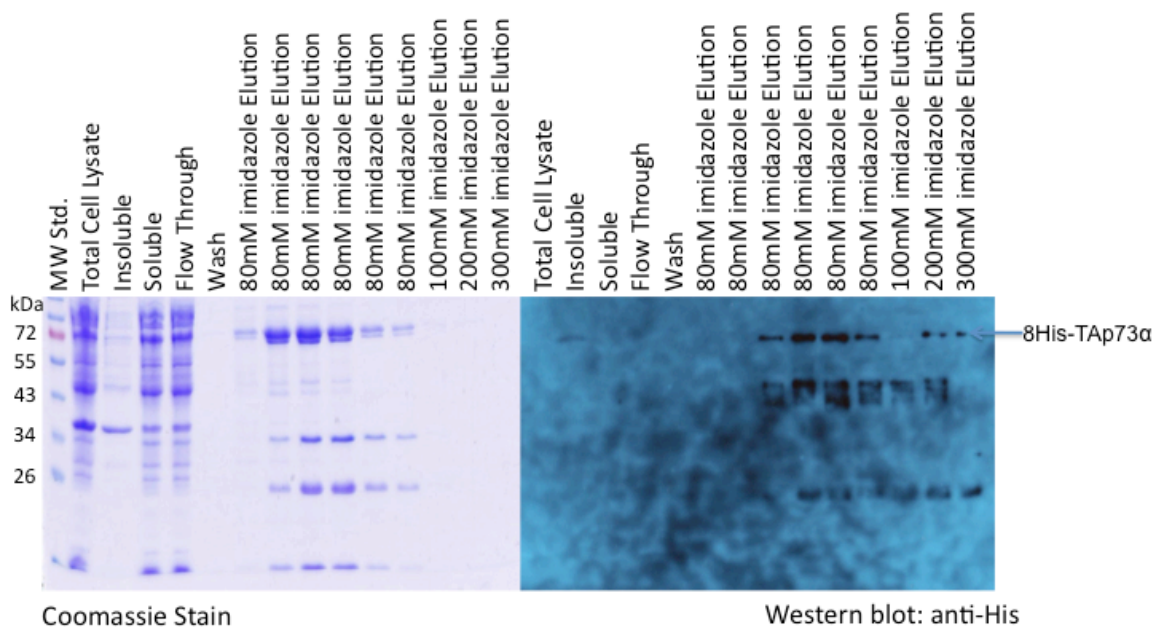 MW Std.
Total Cell Lysate
Insoluble
Soluble
Flow Through
Wash
80mM imidazole Elution
80mM imidazole Elution
80mM imidazole Elution
80mM imidazole Elution
80mM imidazole Elution
80mM imidazole Elution
100mM imidazole Elution
200mM imidazole Elution
300mM imidazole Elution
Total Cell Lysate
Insoluble
Soluble
Flow Through
Wash
80mM imidazole Elution
80mM imidazole Elution
80mM imidazole Elution
80mM imidazole Elution
80mM imidazole Elution
80mM imidazole Elution
100mM imidazole Elution
200mM imidazole Elution
300mM imidazole Elution
kDa
72
55
43
34
26
8His-TAp73α
Coomassie Stain
Western blot: anti-His